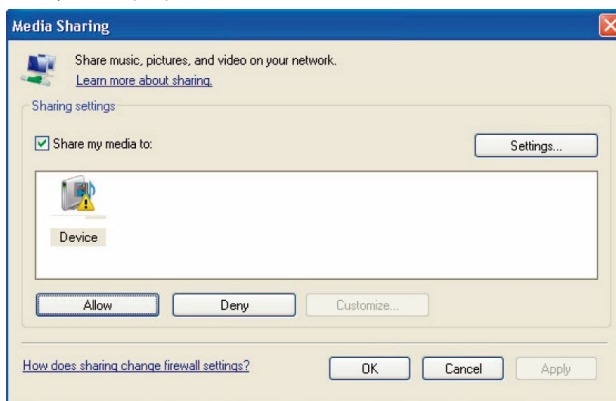 Media Sharing
Share music, pictures, and video on your network.
Learn more about sharing.
Sharing settings
Share my media to:
Settings...
Device
Allow
Deny
Customize...
How does sharing change firewall settings?
OK
Cancel
Apply